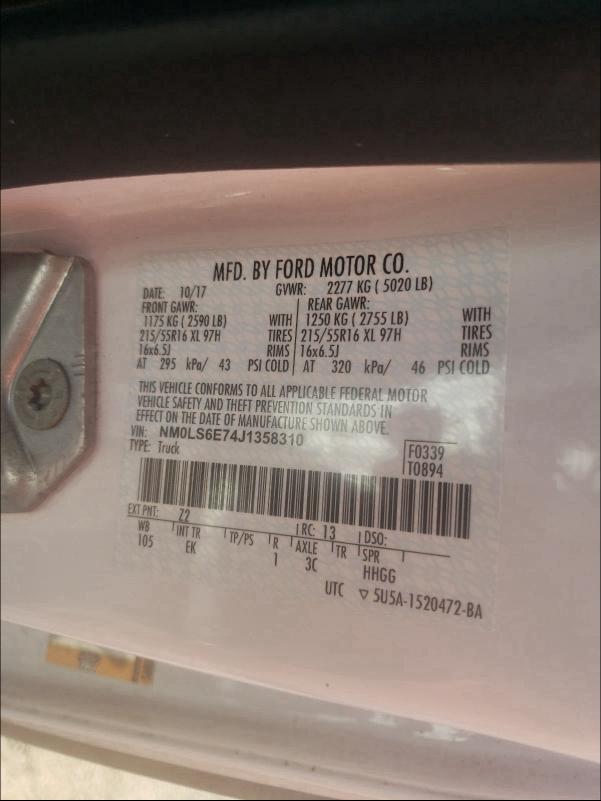 MFD. BY FORD MOTOR CO.
DATE: 10/17 GVWR: 2277 KG ( 5020 LB)
FRONT GAWR: REAR GAWR:
1175 KG ( 2590 LB) WITH 1250 KG ( 2755 LB) WITH
215/55R16 XL 97H TIRES 215/55R16 XL 97H TIRES
16x6.5J RIMS 16x6.5J RIMS
AT 295 kPa/ 43 PSI COLD AT 320 kPa/ 46 PSI COLD
THIS VEHICLE CONFORMS TO ALL APPLICABLE FEDERAL MOTOR
VEHICLE SAFETY AND THEFT PREVENTION STANDARDS IN
EFFECT ON THE DATE OF MANUFACTURE SHOWN ABOVE.
VIN: NM0LS6E74J1358310
TYPE: Truck
F0339
T0894
EXT PNT: Z2 RC: 13 DSO:
WB INT TR TP/PS R AXLE TR SPR
105 EK 1 3C HHGG
UTC ▽ 5U5A-1520472-BA